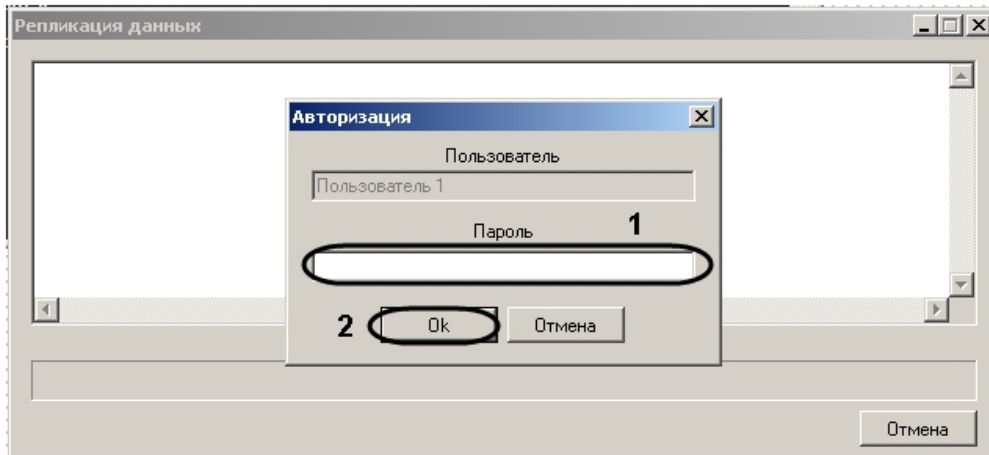 Репликация данных
Авторизация
Пользователь
Пользователь 1
Пароль
1
2
Ok
Отмена
Отмена